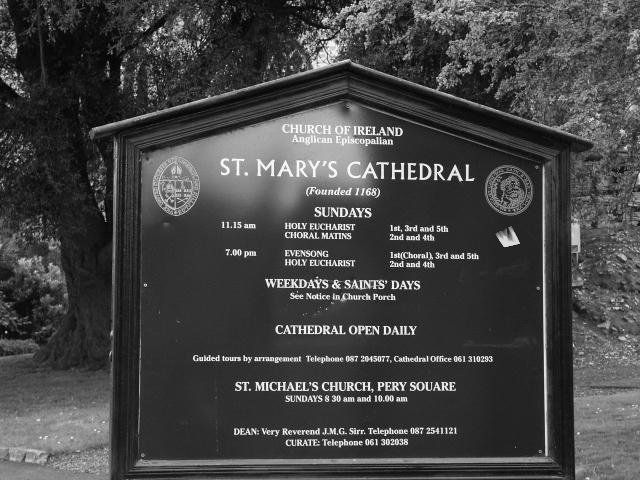 CHURCH OF IRELAND
Anglican Episcopalian
ST. MARY'S CATHEDRAL
(Founded 1168)
SUNDAYS
11.15 am HOLY EUCHARIST 1st, 3rd and 5th
CHORAL MATINS 2nd and 4th
7.00 pm EVENSONG 1st(Choral), 3rd and 5th
HOLY EUCHARIST 2nd and 4th
WEEKDAYS & SAINTS' DAYS
See Notice in Church Porch
CATHEDRAL OPEN DAILY
Guided tours by arrangement Telephone 087 2045077, Cathedral Office 061 310293
ST. MICHAEL'S CHURCH, PERY SQUARE
SUNDAYS 8 30 am and 10.00 am
DEAN: Very Reverend J.M.G. Sirr. Telephone 087 2541121
CURATE: Telephone 061 302038